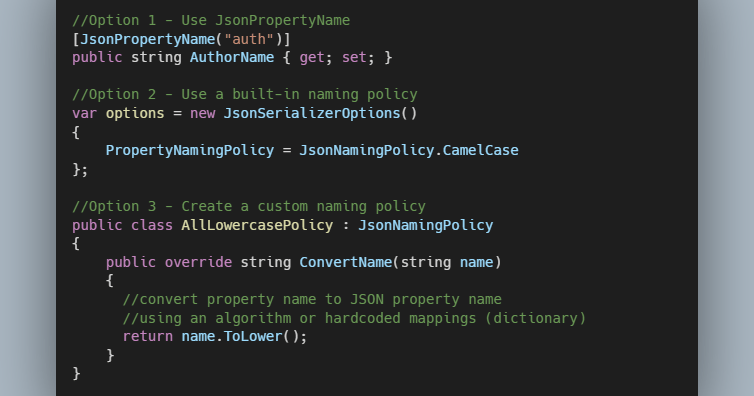 //Option 1 - Use JsonPropertyName
[JsonPropertyName("auth")]
public string AuthorName { get; set; }

//Option 2 - Use a built-in naming policy
var options = new JsonSerializerOptions()
{
    PropertyNamingPolicy = JsonNamingPolicy.CamelCase
};

//Option 3 - Create a custom naming policy
public class AllLowercasePolicy : JsonNamingPolicy
{
    public override string ConvertName(string name)
    {
      //convert property name to JSON property name
      //using an algorithm or hardcoded mappings (dictionary)
      return name.ToLower();
    }
}